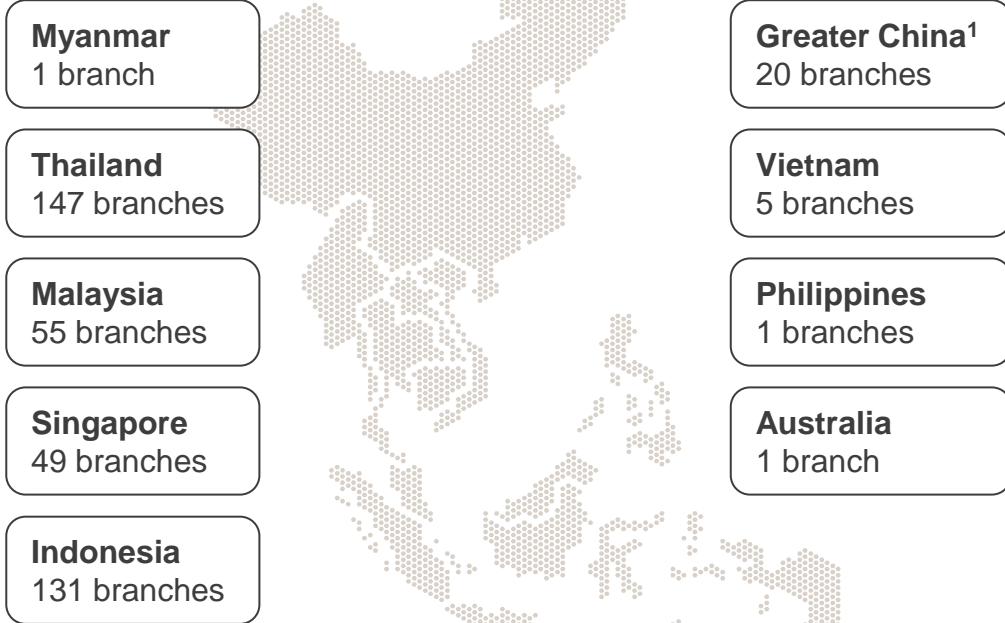 Myanmar
1 branch
Thailand
147 branches
Malaysia
55 branches
Singapore
49 branches
Indonesia
131 branches
Greater China¹
20 branches
Vietnam
5 branches
Philippines
1 branches
Australia
1 branch